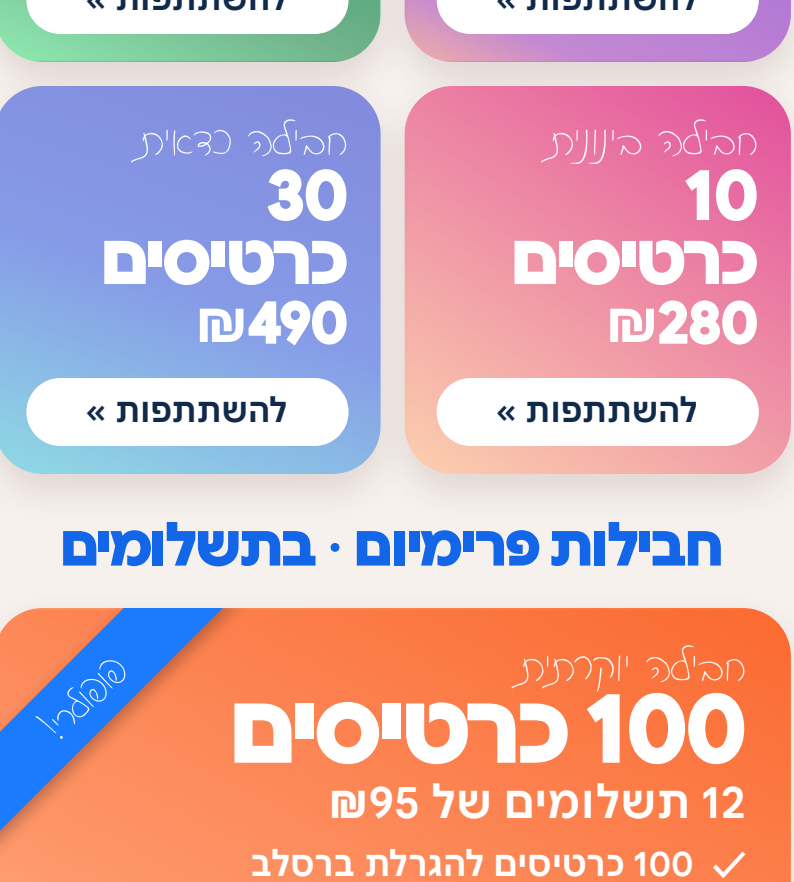 להשתתפות »
להשתתפות »
חבילה בינונית
10
כרטיסים
280₪
להשתתפות »
חבילה כדאית
30
כרטיסים
490₪
להשתתפות »
חבילות פרימיום · בתשלומים
פופולרי!
חבילה יוקרתית
100 כרטיסים
12 תשלומים של 95₪
✓ 100 כרטיסים להגרלת ברסלב